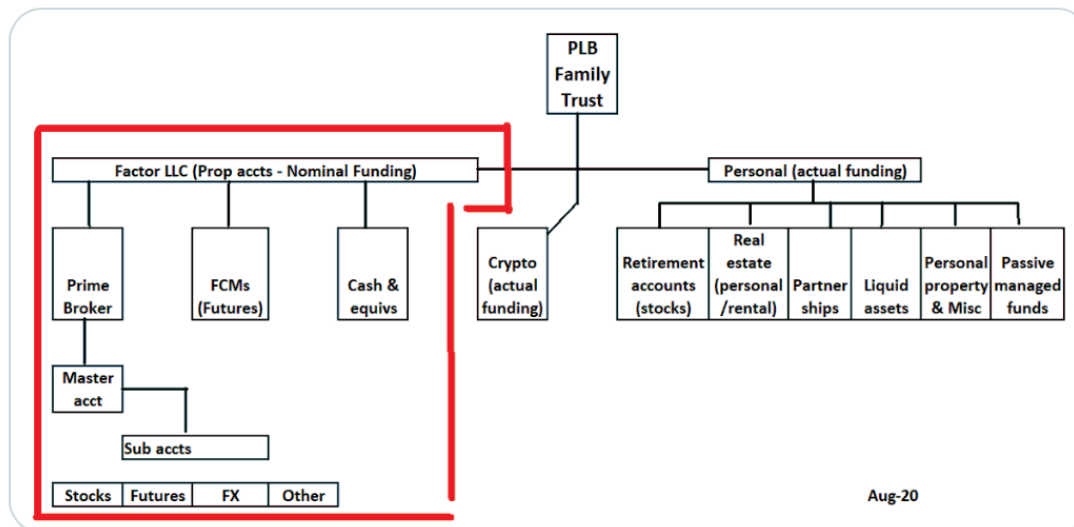 PLB
Family
Trust
Factor LLC (Prop accts - Nominal Funding)
Personal (actual funding)
Prime
Broker
FCMs
(Futures)
Cash &
equivs
Crypto
(actual
funding)
Retirement
accounts
(stocks)
Real
estate
(personal
/rental)
Partner
ships
Liquid
assets
Personal
property
& Misc
Passive
managed
funds
Master
acct
Sub accts
Stocks
Futures
FX
Other
Aug-20